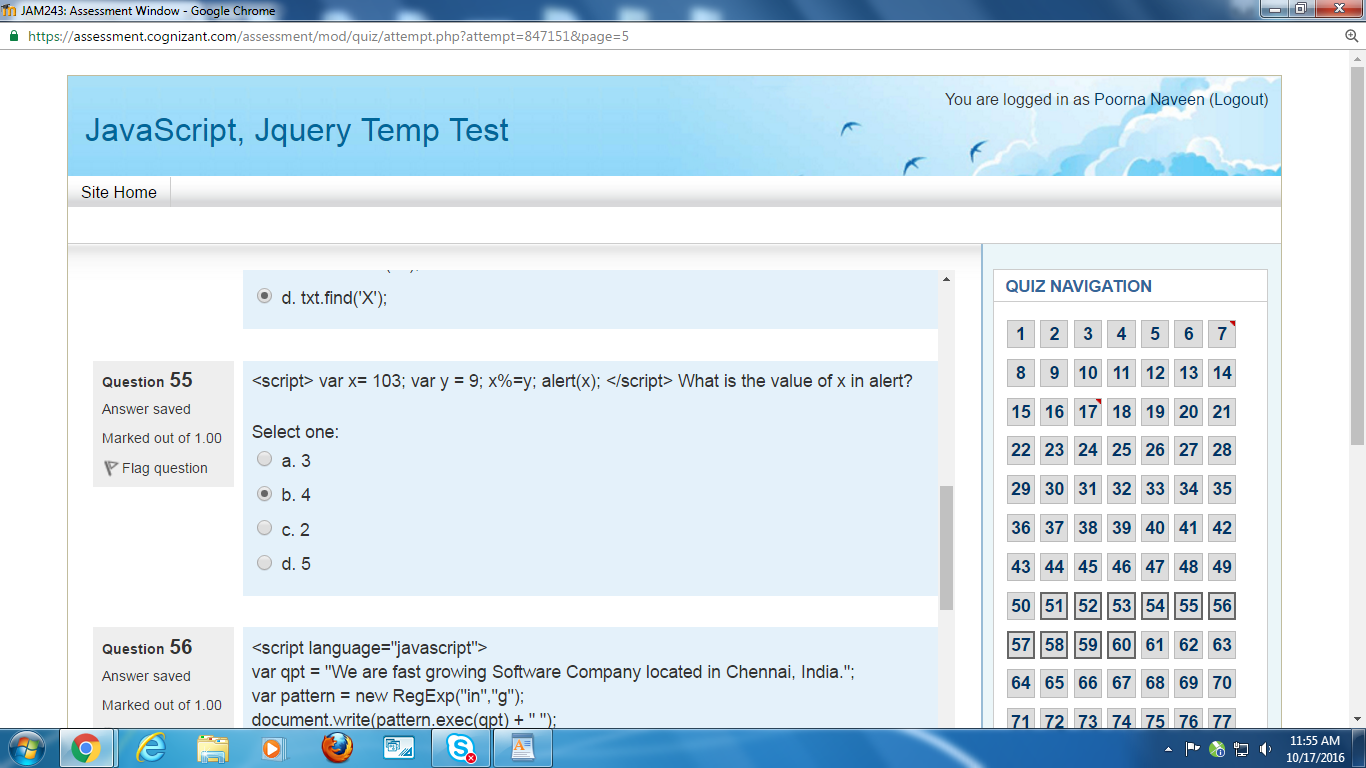 JAM243: Assessment Window - Google Chrome
https://assessment.cognizant.com/assessment/mod/quiz/attempt.php?attempt=847151&page=5
You are logged in as Poorna Naveen (Logout)
JavaScript, Jquery Temp Test
Site Home
d. txt.find('X');
Question 55
Answer saved
Marked out of 1.00
Flag question
<script> var x= 103; var y = 9; x%=y; alert(x); </script> What is the value of x in alert?
Select one:
a. 3
b. 4
c. 2
d. 5
Question 56
Answer saved
Marked out of 1.00
<script language="javascript">
var qpt = "We are fast growing Software Company located in Chennai, India.";
var pattern = new RegExp("in","g");
document.write(pattern.exec(qpt) + " ");
QUIZ NAVIGATION
1 2 3 4 5 6 7
8 9 10 11 12 13 14
15 16 17 18 19 20 21
22 23 24 25 26 27 28
29 30 31 32 33 34 35
36 37 38 39 40 41 42
43 44 45 46 47 48 49
50 51 52 53 54 55 56
57 58 59 60 61 62 63
64 65 66 67 68 69 70
71 72 73 74 75 76 77
11:55 AM
10/17/2016